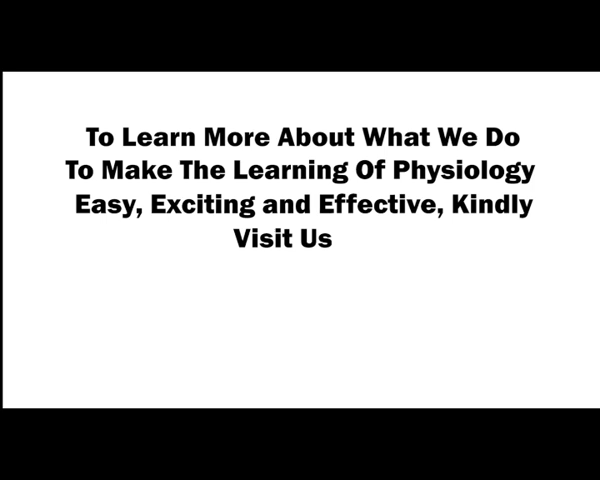 To Learn More About What We Do
To Make The Learning Of Physiology
Easy, Exciting and Effective, Kindly
Visit Us